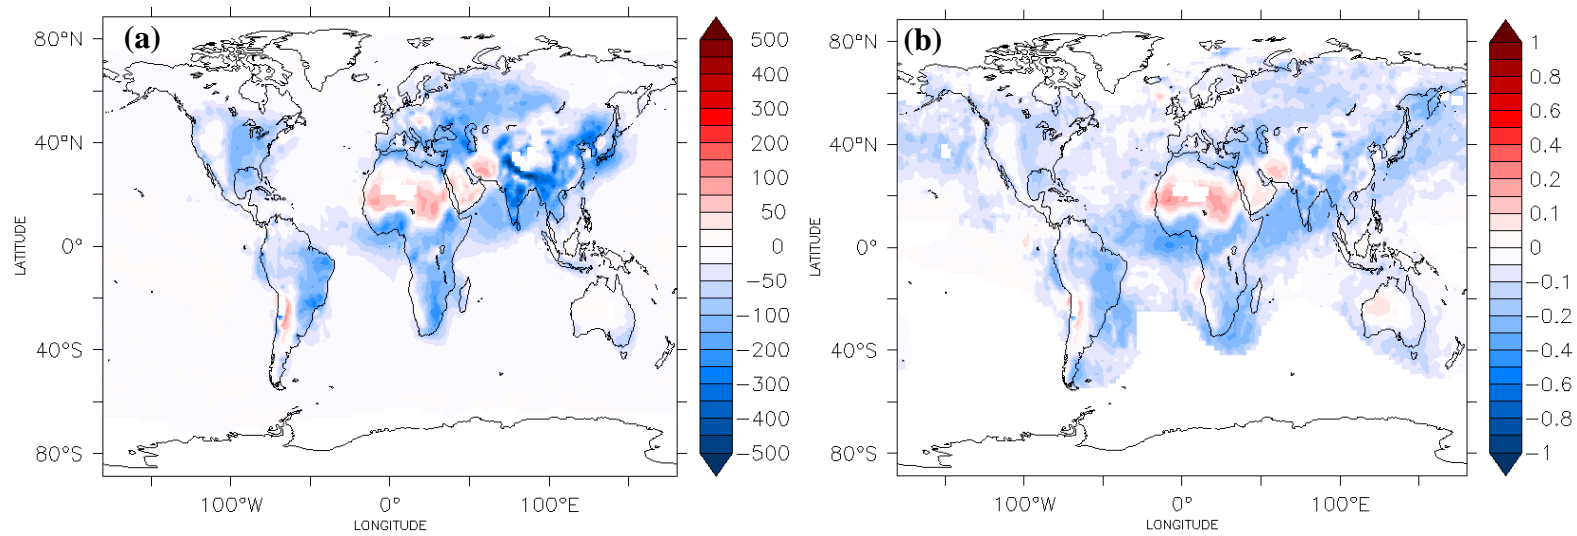 (a)
80°N
40°N
0°
40°S
80°S
LATITUDE
100°W
0°
100°E
LONGITUDE
500
400
300
200
100
50
0
−50
−100
−200
−300
−400
−500
(b)
80°N
40°N
0°
40°S
80°S
LATITUDE
100°W
0°
100°E
LONGITUDE
1
0.8
0.6
0.4
0.2
0.1
0
−0.1
−0.2
−0.4
−0.6
−0.8
−1